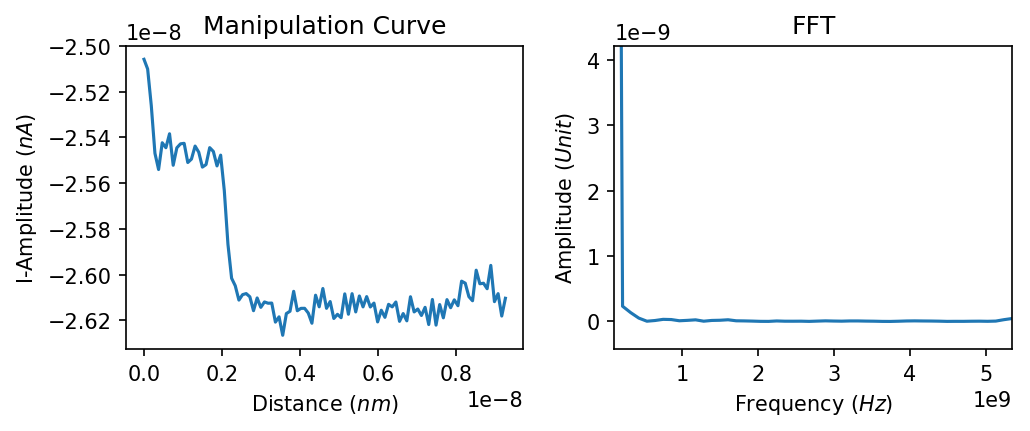 Manipulation Curve
1e−8
−2.50
−2.52
−2.54
−2.56
−2.58
−2.60
−2.62
I-Amplitude (nA)
0.0 0.2 0.4 0.6 0.8
1e−8
Distance (nm)
FFT
1e−9
4
3
2
1
0
Amplitude (Unit)
1 2 3 4 5
1e9
Frequency (Hz)